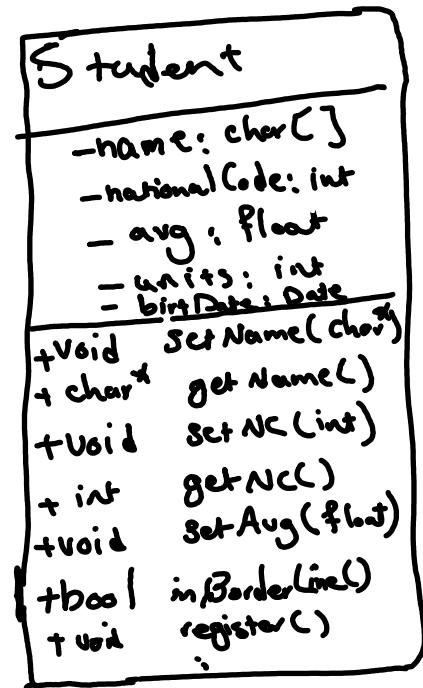 Student
-name: char[]
-nationalCode: int
- avg: float
- units: int
- birtDate: Date
+void setName(char*)
+ char* getName()
+void setNC(int)
+ int getNC()
+void setAvg(float)
+bool inBorderLine()
+ void register()
: